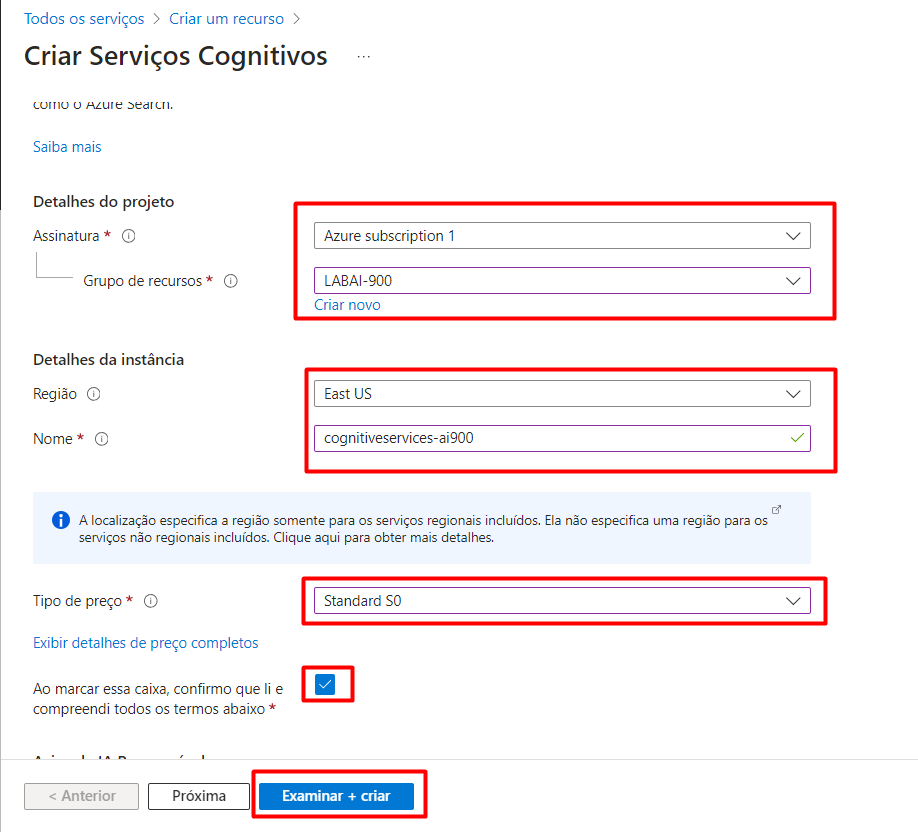 Todos os serviços > Criar um recurso >
Criar Serviços Cognitivos ...
como o Azure Search.
Saiba mais
Detalhes do projeto
Assinatura *
Azure subscription 1
Grupo de recursos *
LABAI-900
Criar novo
Detalhes da instância
Região
East US
Nome *
cognitiveservices-ai900
A localização especifica a região somente para os serviços regionais incluídos. Ela não especifica uma região para os
serviços não regionais incluídos. Clique aqui para obter mais detalhes.
Tipo de preço *
Standard S0
Exibir detalhes de preço completos
Ao marcar essa caixa, confirmo que li e
compreendi todos os termos abaixo *
< Anterior
Próxima
Examinar + criar